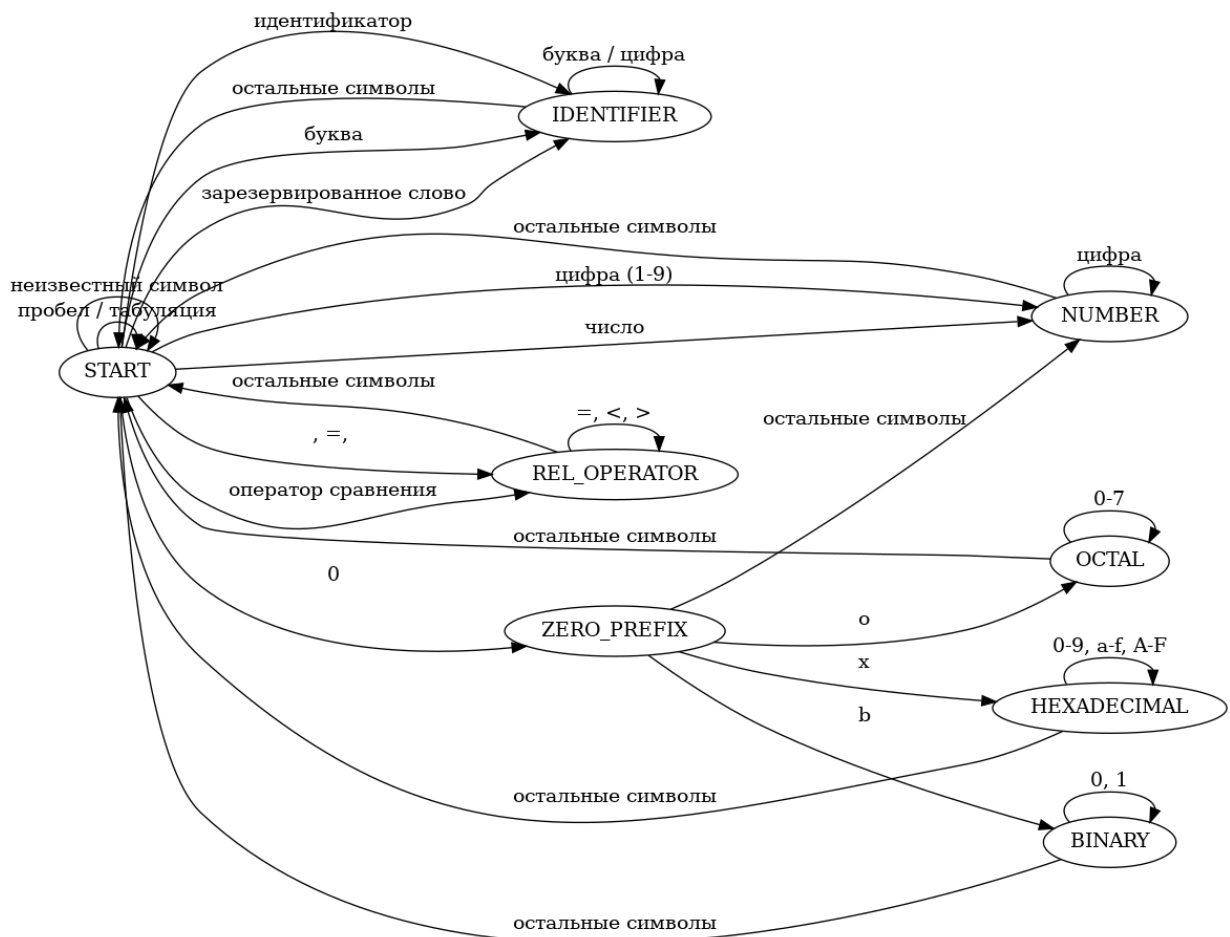 идентификатор
буква / цифра
остальные символы
IDENTIFIER
буква
зарезервированное слово
остальные символы
цифра
неизвестный символ
цифра (1-9)
пробел / табуляция
NUMBER
число
START
остальные символы
=, <, >
остальные символы
, =,
REL_OPERATOR
оператор сравнения
0-7
остальные символы
OCTAL
0
o
ZERO_PREFIX
0-9, a-f, A-F
x
HEXADECIMAL
b
0, 1
остальные символы
BINARY
остальные символы